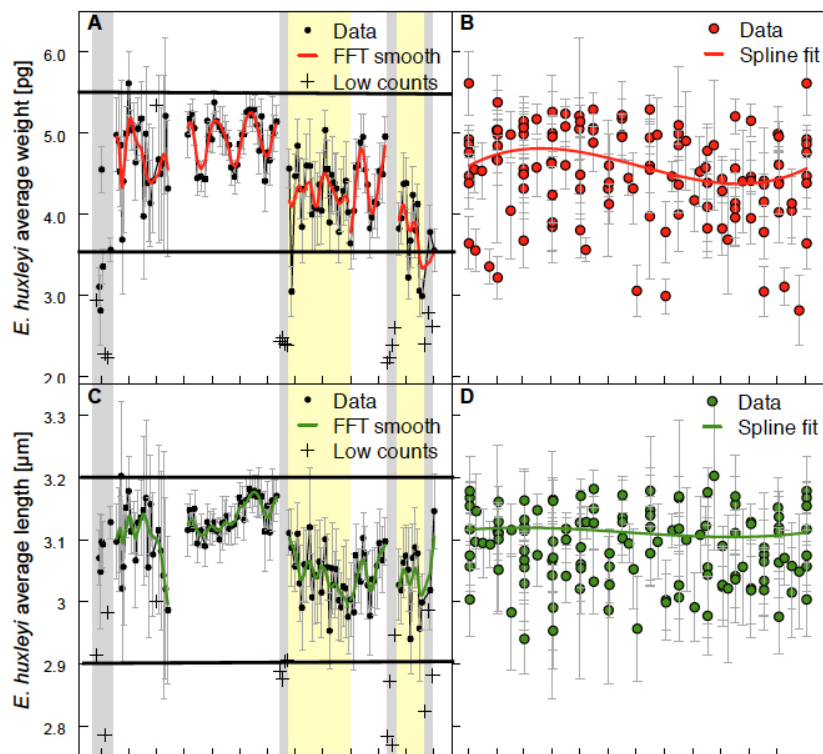 A
Data
FFT smooth
Low counts
B
Data
Spline fit
E. huxleyi average weight [pg]
6.0
5.0
4.0
3.0
2.0
C
Data
FFT smooth
Low counts
D
Data
Spline fit
E. huxleyi average length [µm]
3.3
3.2
3.1
3
2.9
2.8